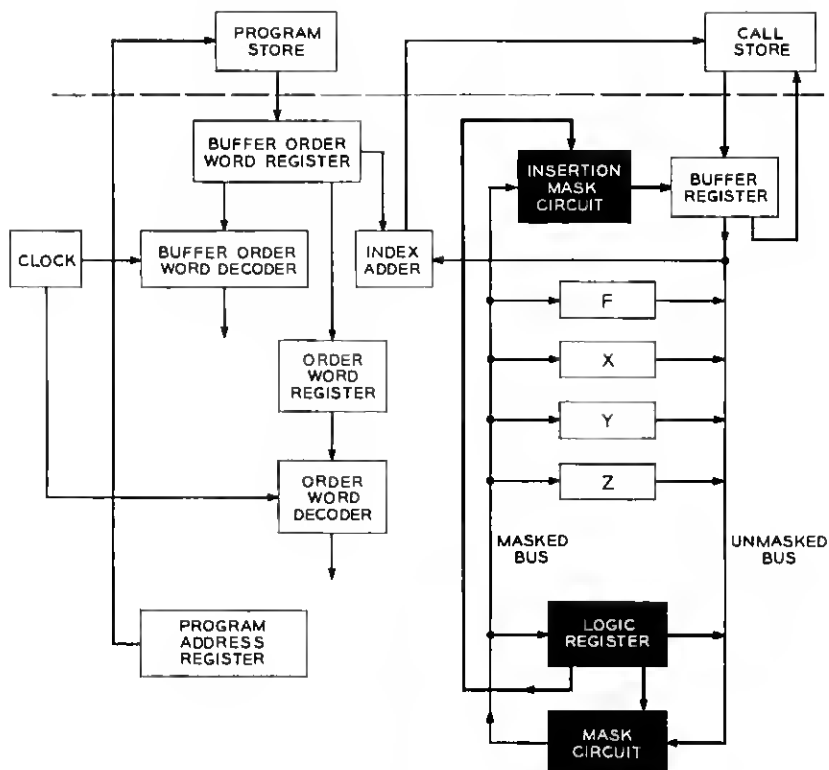 PROGRAM
STORE
CALL
STORE
BUFFER ORDER
WORD REGISTER
INSERTION
MASK
CIRCUIT
BUFFER
REGISTER
CLOCK
BUFFER ORDER
WORD DECODER
INDEX
ADDER
F
ORDER
WORD
REGISTER
X
Y
Z
ORDER
WORD
DECODER
MASKED
BUS
UNMASKED
BUS
PROGRAM
ADDRESS
REGISTER
LOGIC
REGISTER
MASK
CIRCUIT